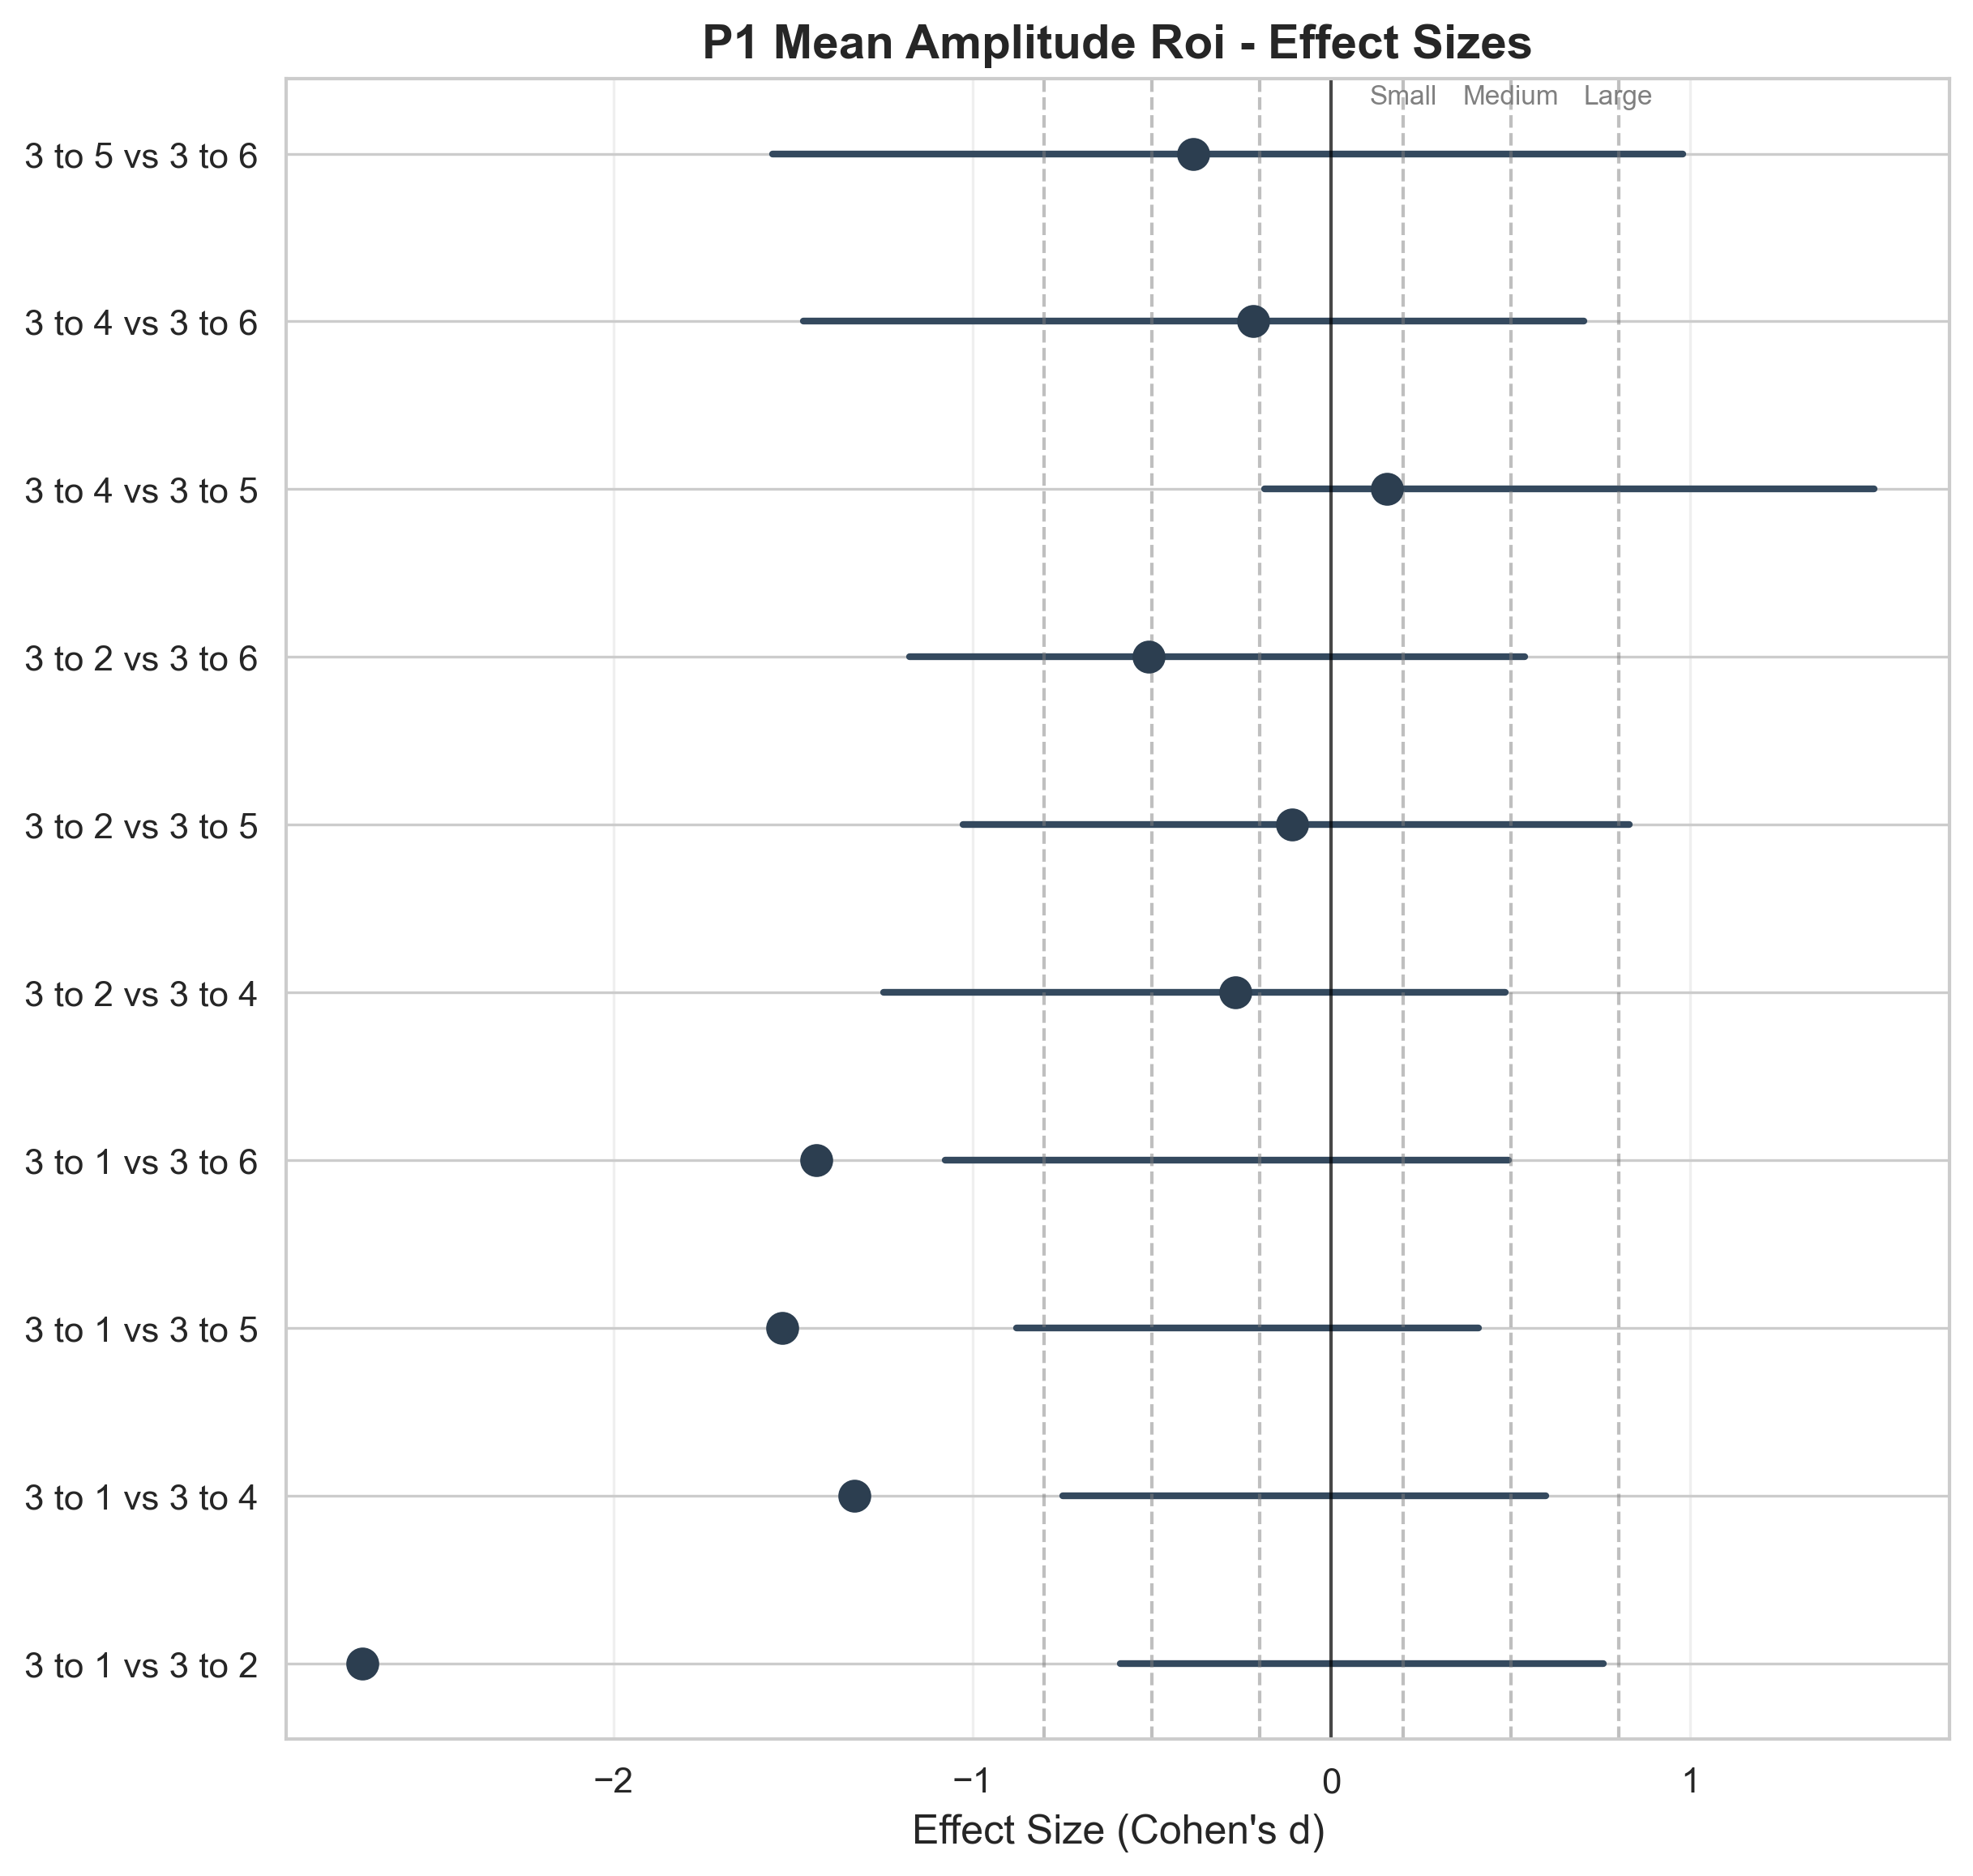 P1 Mean Amplitude Roi - Effect Sizes
Small Medium Large
3 to 5 vs 3 to 6
3 to 4 vs 3 to 6
3 to 4 vs 3 to 5
3 to 2 vs 3 to 6
3 to 2 vs 3 to 5
3 to 2 vs 3 to 4
3 to 1 vs 3 to 6
3 to 1 vs 3 to 5
3 to 1 vs 3 to 4
3 to 1 vs 3 to 2
−2 −1 0 1
Effect Size (Cohen's d)